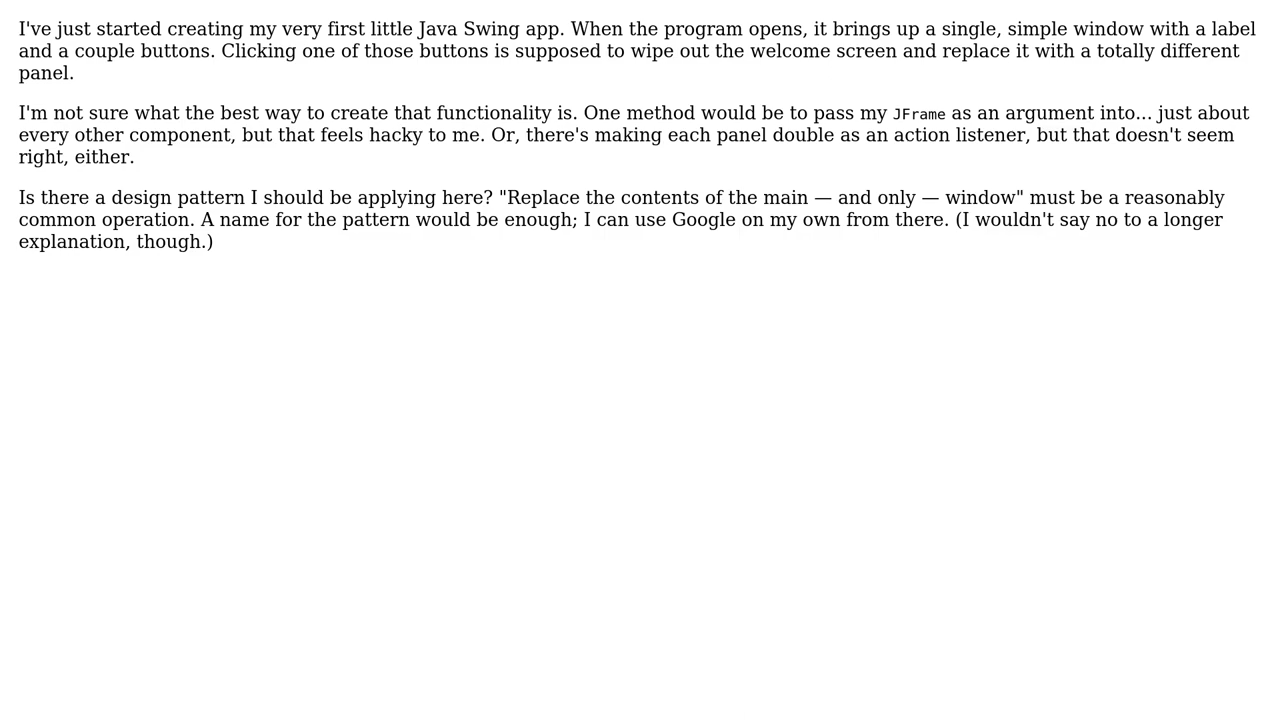 I've just started creating my very first little Java Swing app. When the program opens, it brings up a single, simple window with a label
and a couple buttons. Clicking one of those buttons is supposed to wipe out the welcome screen and replace it with a totally different
panel.
I'm not sure what the best way to create that functionality is. One method would be to pass my JFrame as an argument into... just about
every other component, but that feels hacky to me. Or, there's making each panel double as an action listener, but that doesn't seem
right, either.
Is there a design pattern I should be applying here? "Replace the contents of the main — and only — window" must be a reasonably
common operation. A name for the pattern would be enough; I can use Google on my own from there. (I wouldn't say no to a longer
explanation, though.)